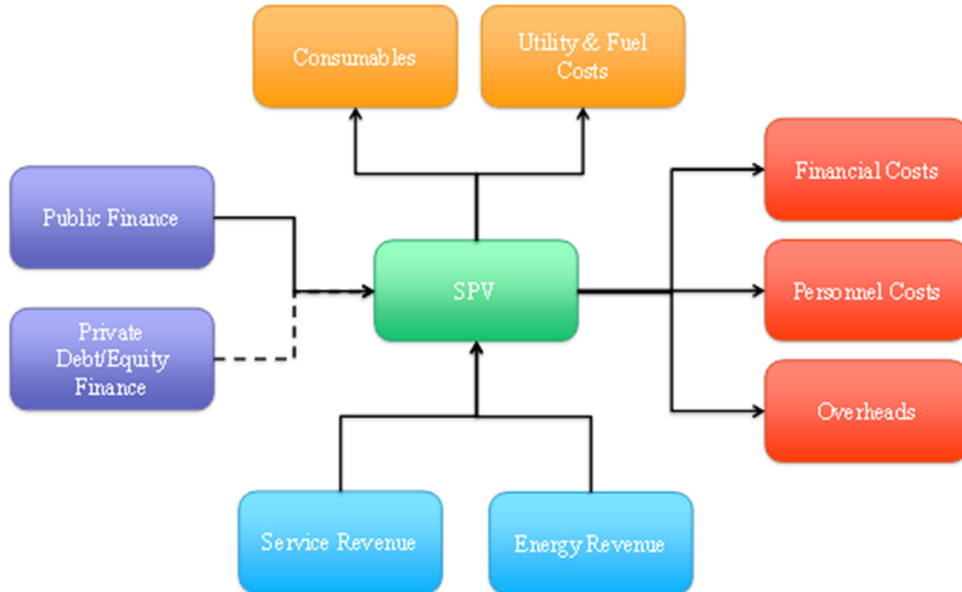 Consumables
Utility & Fuel
Costs
Public Finance
Private
Debt/Equity
Finance
SPV
Financial Costs
Personnel Costs
Overheads
Service Revenue
Energy Revenue